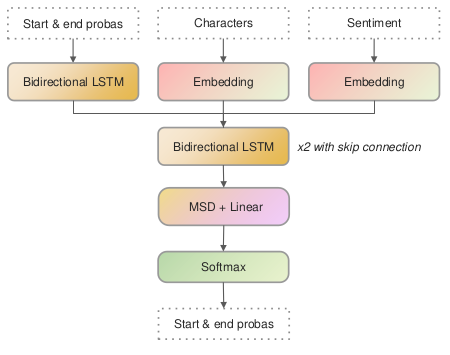 Start & end probas
Characters
Sentiment
Bidirectional LSTM
Embedding
Embedding
Bidirectional LSTM
x2 with skip connection
MSD + Linear
Softmax
Start & end probas